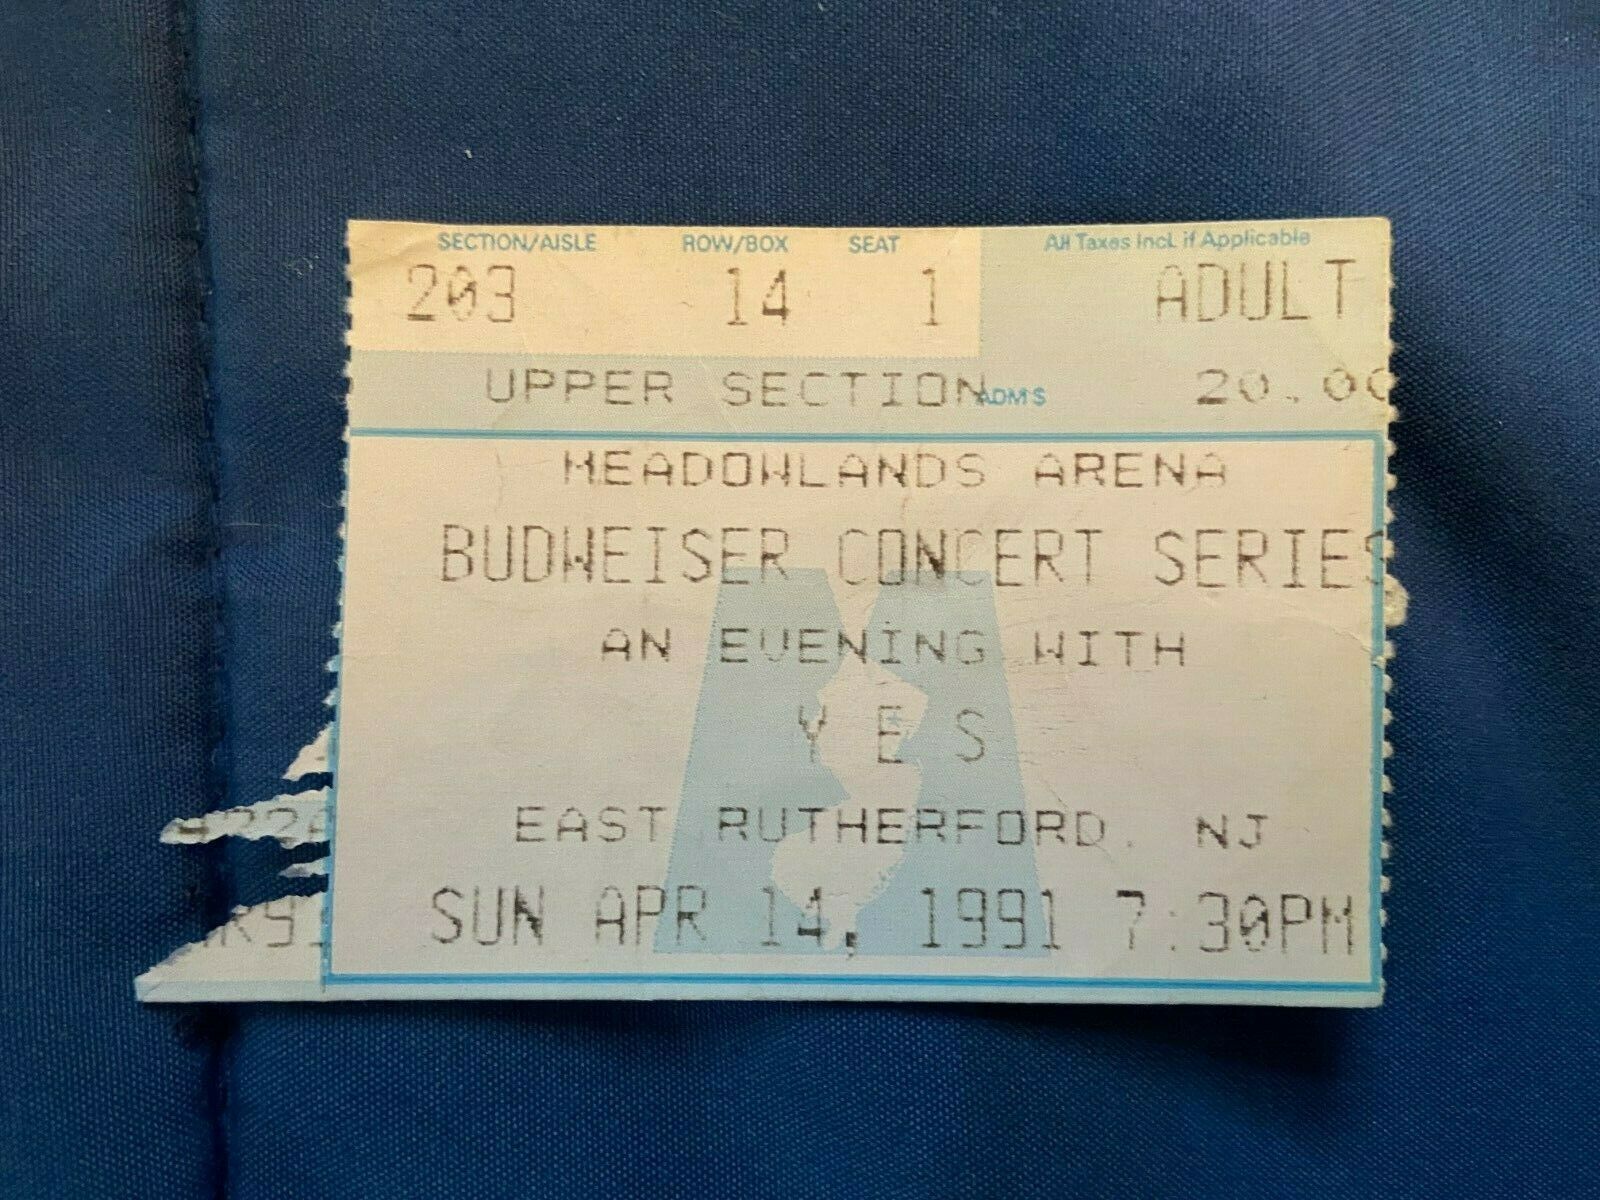 SECTION/AISLE ROW/BOX SEAT All Taxes Incl. if Applicable
203 14 1 ADULT
UPPER SECTION ADM'S 20.00
MEADOWLANDS ARENA
BUDWEISER CONCERT SERIES
AN EVENING WITH
Y E S
EAST RUTHERFORD, NJ
SUN APR 14, 1991 7:30PM